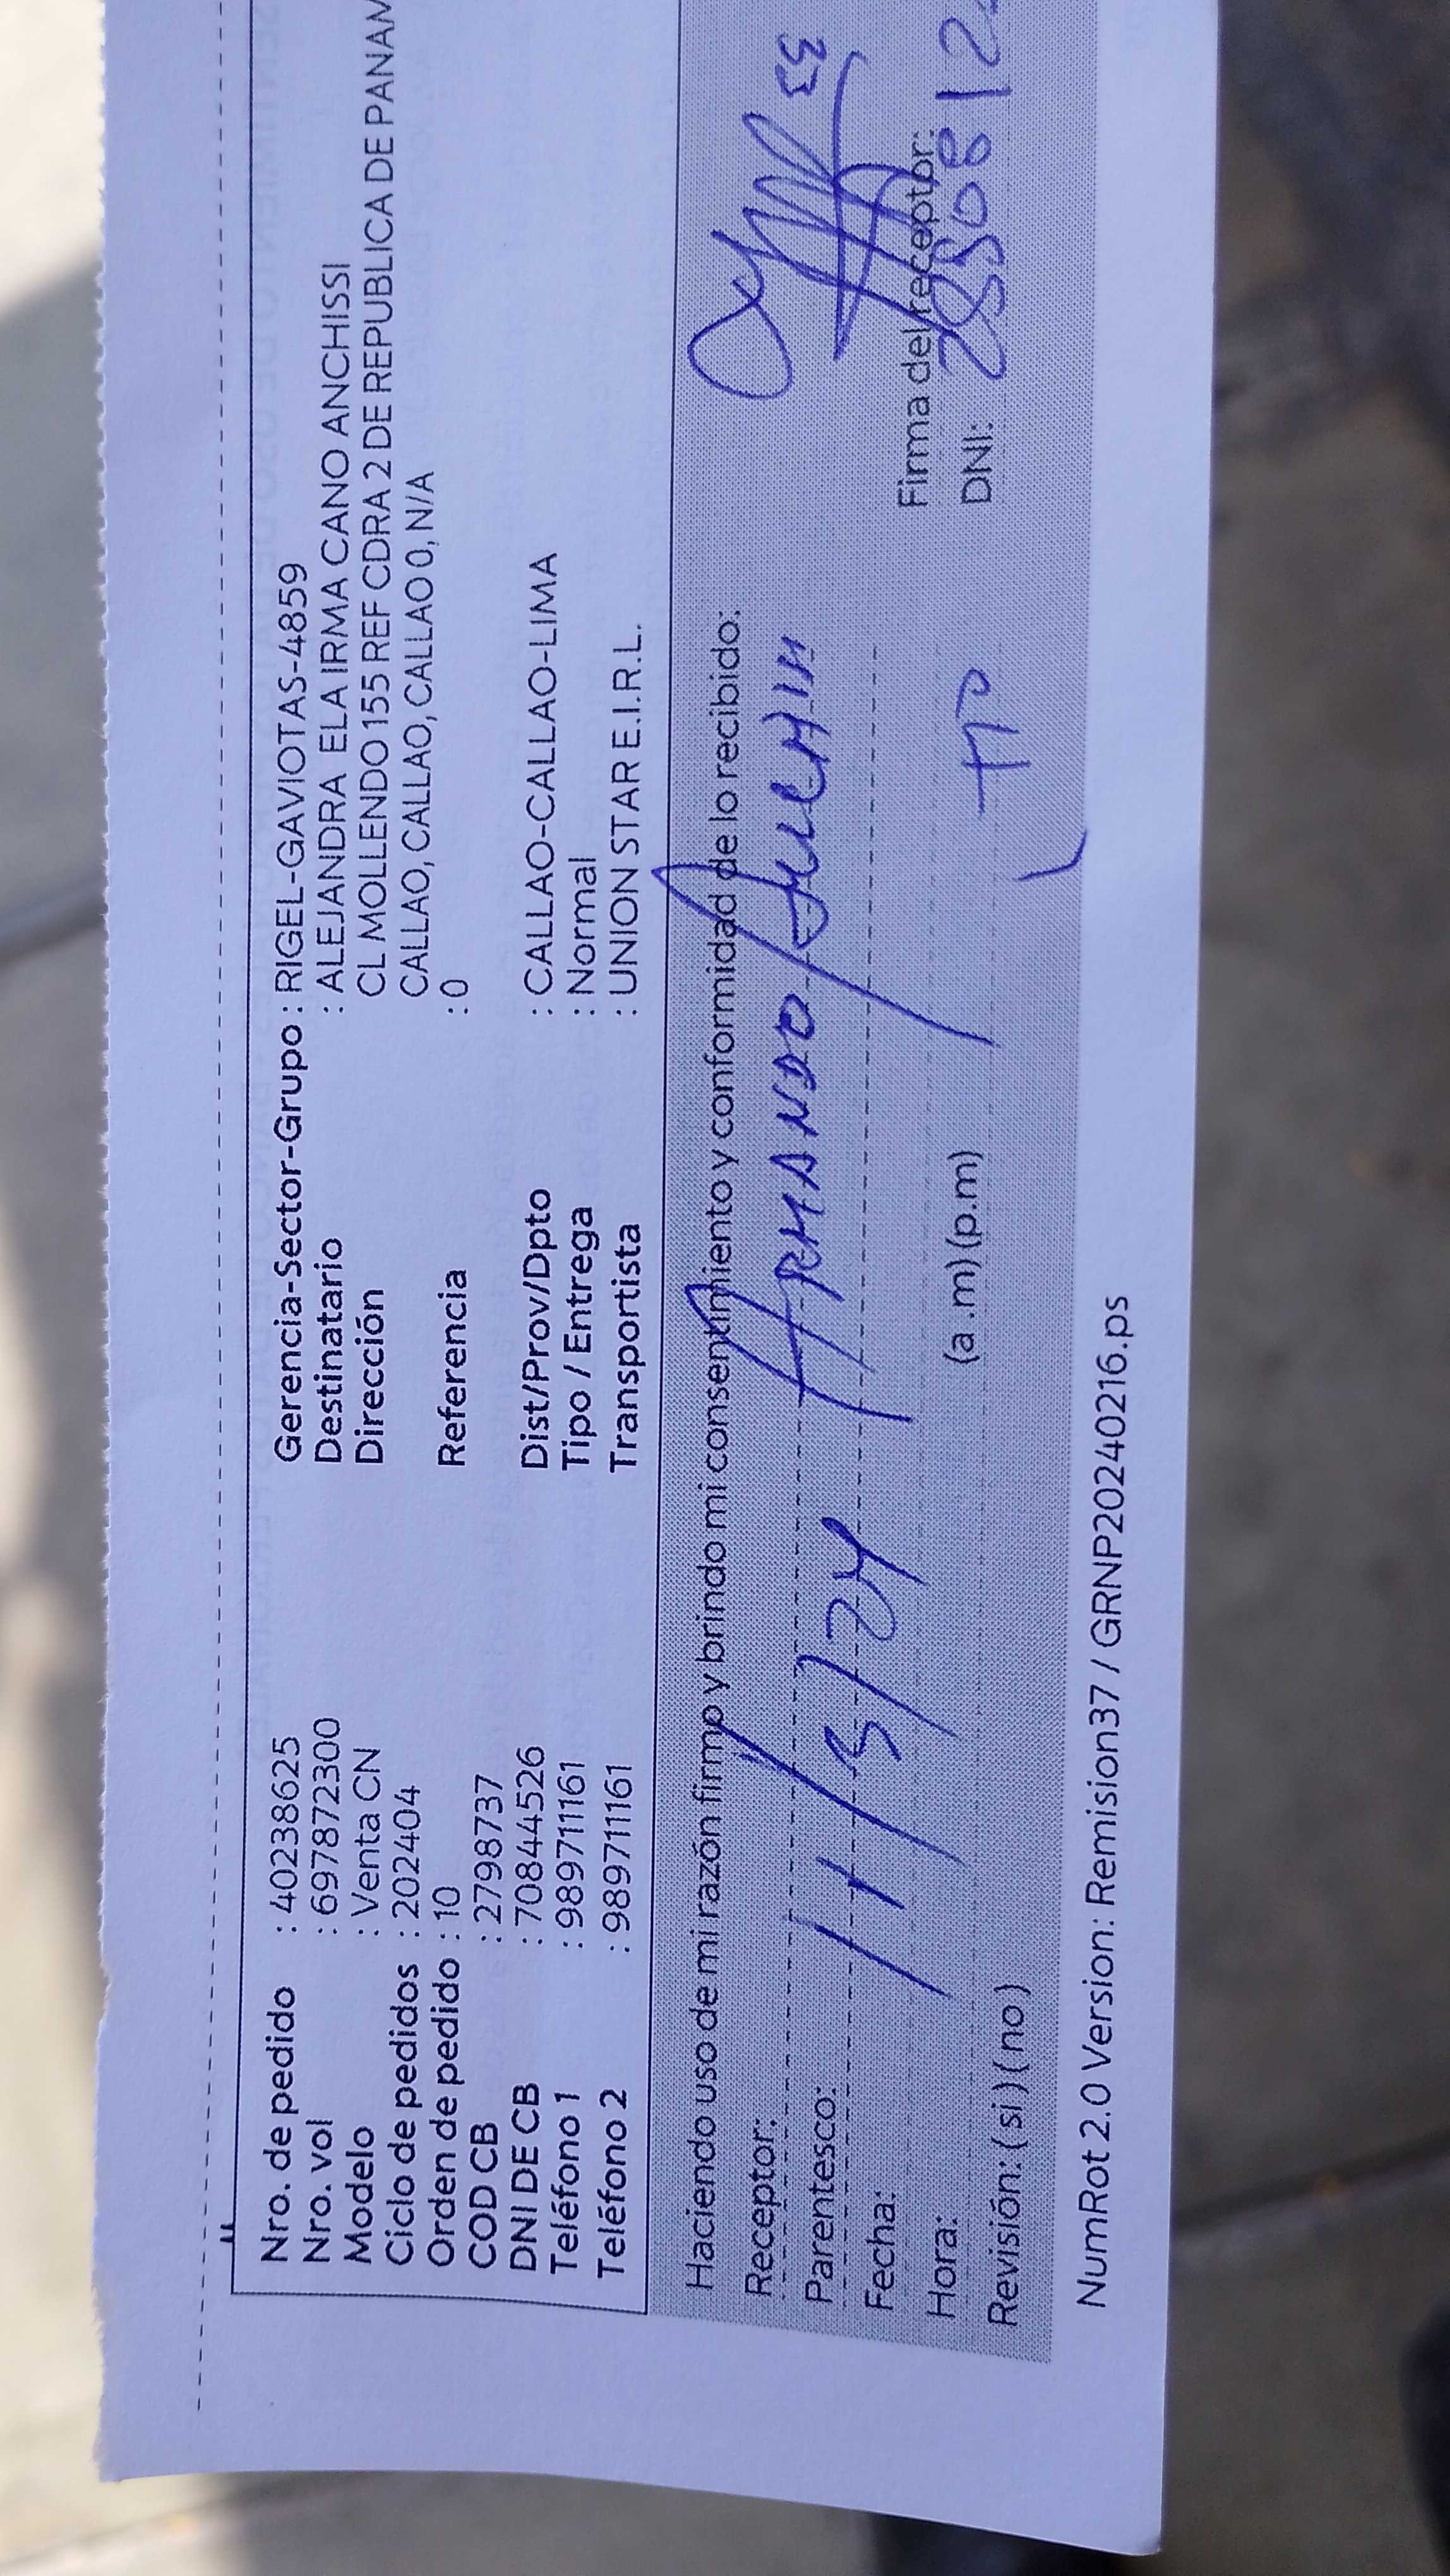 Nro. de pedido : 40238625
Nro. vol : 697872300
Modelo : Venta CN
Ciclo de pedidos : 202404
Orden de pedido : 10
COD CB : 2798737
DNI DE CB : 70844526
Teléfono 1 : 989711161
Teléfono 2 : 989711161
Gerencia-Sector-Grupo : RIGEL-GAVIOTAS-4859
Destinatario : ALEJANDRA ELA IRMA CANO ANCHISSI
Dirección CL MOLLENDO 155 REF CDRA 2 DE REPUBLICA DE PANAM
CALLAO, CALLAO, CALLAO 0, N/A
Referencia : 0
Dist/Prov/Dpto : CALLAO-CALLAO-LIMA
Tipo / Entrega : Normal
Transportista : UNION STAR E.I.R.L.
Haciendo uso de mi razón firmo y brindo mi consentimiento y conformidad de lo recibido:
Receptor: ARMANDO
Parentesco:
Fecha: 11/5/24
Hora: (a .m) (p.m)
Revisión: ( si ) ( no )
33
Firma del receptor:
DNI:
NumRot 2.0 Version: Remision37 / GRNP20240216.ps